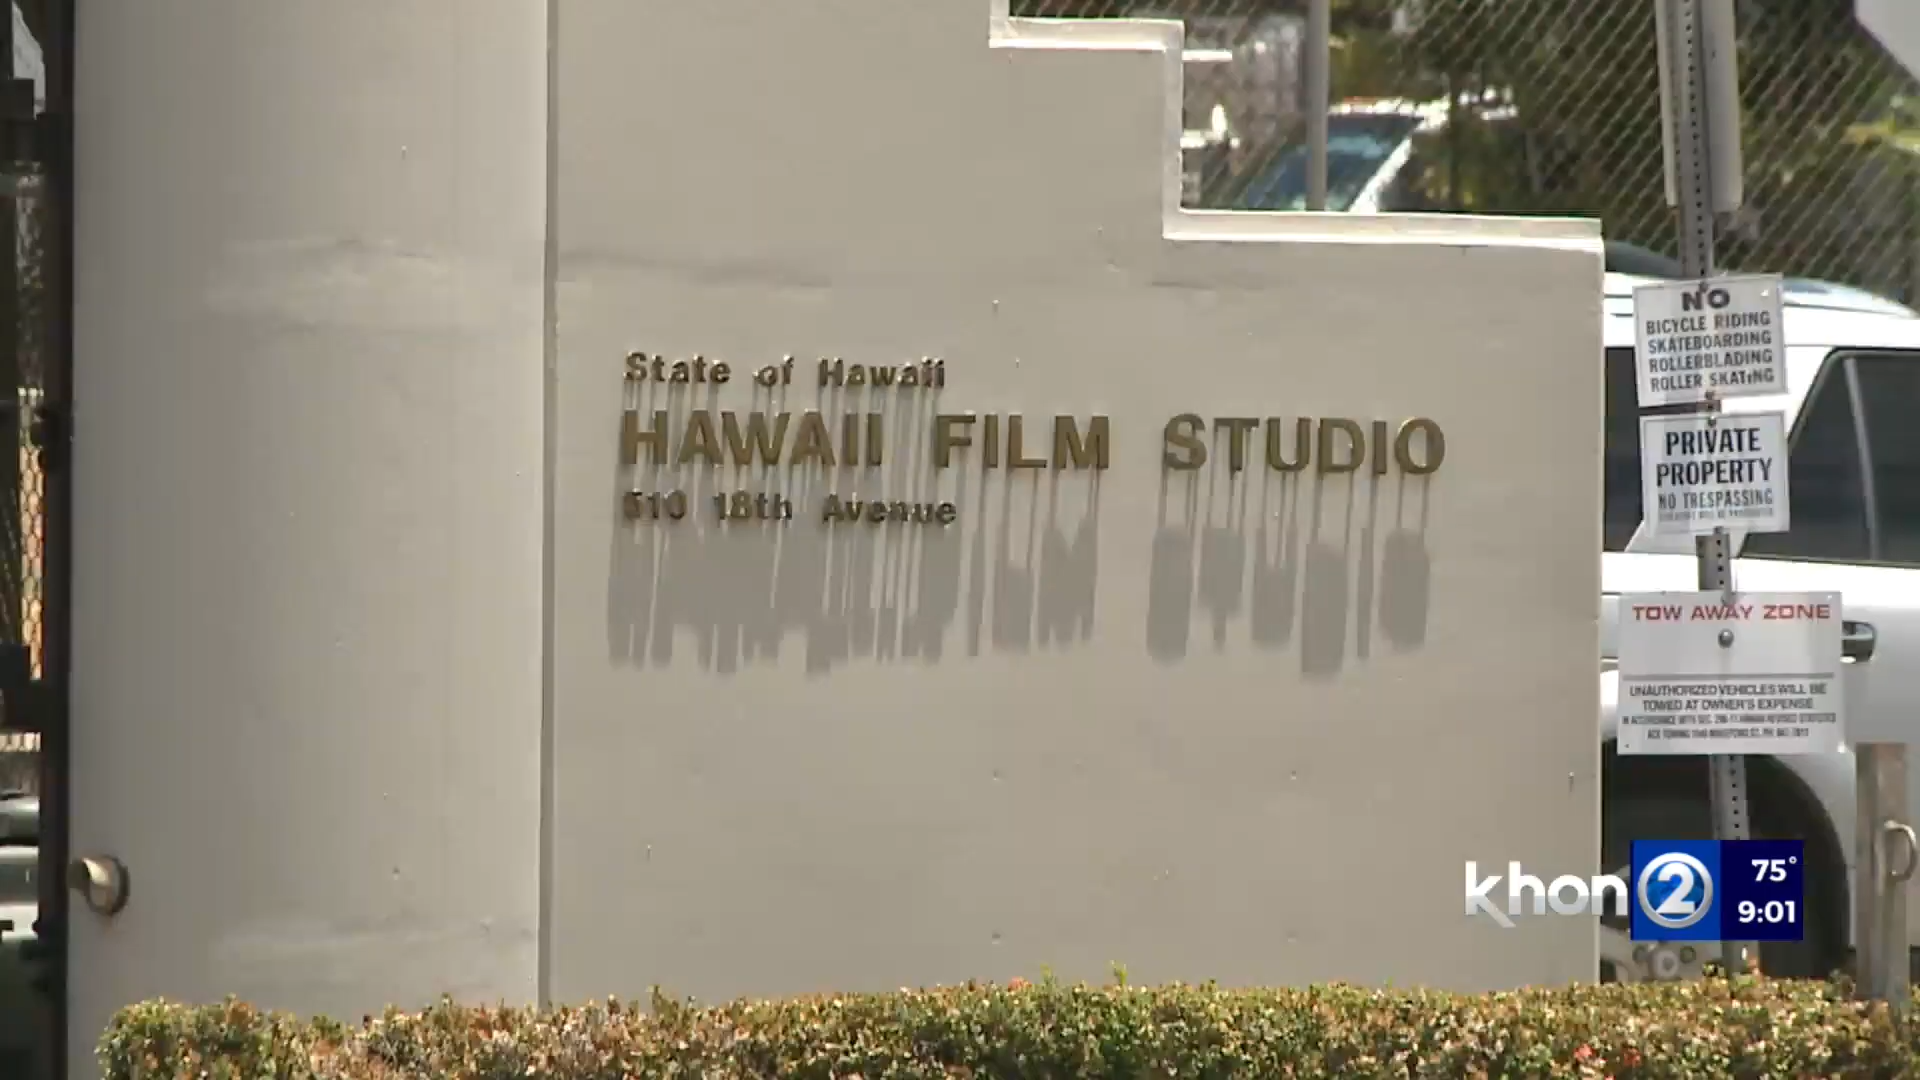 State of Hawaii
HAWAII FILM STUDIO
510 18th Avenue
NO
BICYCLE RIDING
SKATEBOARDING
ROLLERBLADING
ROLLER SKATING
PRIVATE
PROPERTY
NO TRESPASSING
TOW AWAY ZONE
UNAUTHORIZED VEHICLES WILL BE
TOWED AT OWNER'S EXPENSE
khon 2
75°
9:01